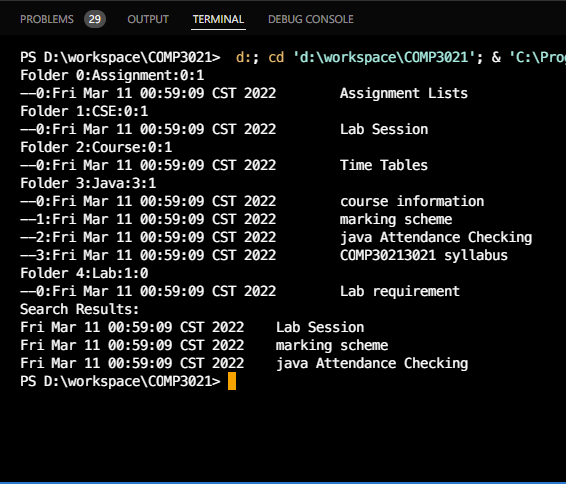 PROBLEMS 29 OUTPUT TERMINAL DEBUG CONSOLE
PS D:\workspace\COMP3021>  d:; cd 'd:\workspace\COMP3021'; & 'C:\Prog
Folder 0:Assignment:0:1
--0:Fri Mar 11 00:59:09 CST 2022        Assignment Lists
Folder 1:CSE:0:1
--0:Fri Mar 11 00:59:09 CST 2022        Lab Session
Folder 2:Course:0:1
--0:Fri Mar 11 00:59:09 CST 2022        Time Tables
Folder 3:Java:3:1
--0:Fri Mar 11 00:59:09 CST 2022        course information
--1:Fri Mar 11 00:59:09 CST 2022        marking scheme
--2:Fri Mar 11 00:59:09 CST 2022        java Attendance Checking
--3:Fri Mar 11 00:59:09 CST 2022        COMP30213021 syllabus
Folder 4:Lab:1:0
--0:Fri Mar 11 00:59:09 CST 2022        Lab requirement
Search Results:
Fri Mar 11 00:59:09 CST 2022    Lab Session
Fri Mar 11 00:59:09 CST 2022    marking scheme
Fri Mar 11 00:59:09 CST 2022    java Attendance Checking
PS D:\workspace\COMP3021>